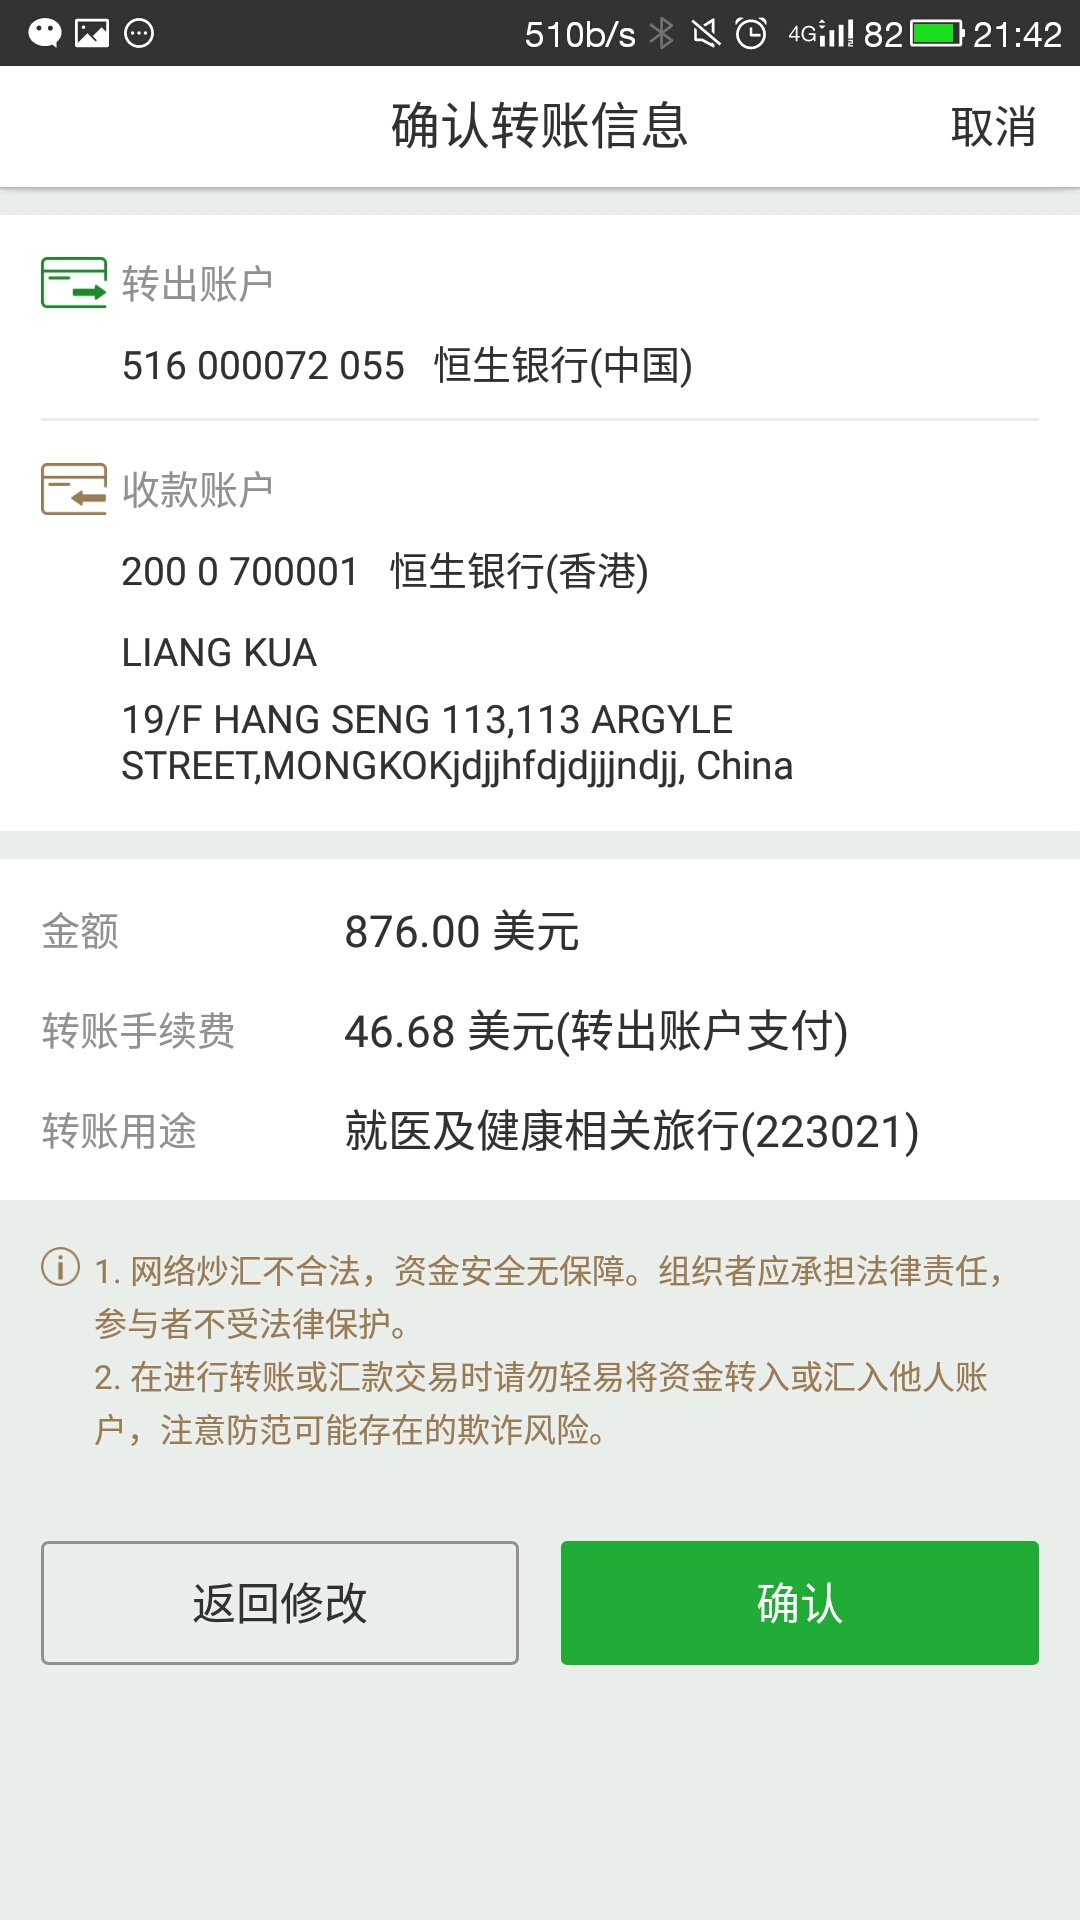 510b/s 4G 82 21:42
确认转账信息 取消
转出账户
516 000072 055 恒生银行(中国)
收款账户
200 0 700001 恒生银行(香港)
LIANG KUA
19/F HANG SENG 113,113 ARGYLE
STREET,MONGKOKjdjjhfdjdjjjndjj, China
金额 876.00 美元
转账手续费 46.68 美元(转出账户支付)
转账用途 就医及健康相关旅行(223021)
1. 网络炒汇不合法，资金安全无保障。组织者应承担法律责任，
参与者不受法律保护。
2. 在进行转账或汇款交易时请勿轻易将资金转入或汇入他人账
户，注意防范可能存在的欺诈风险。
返回修改 确认